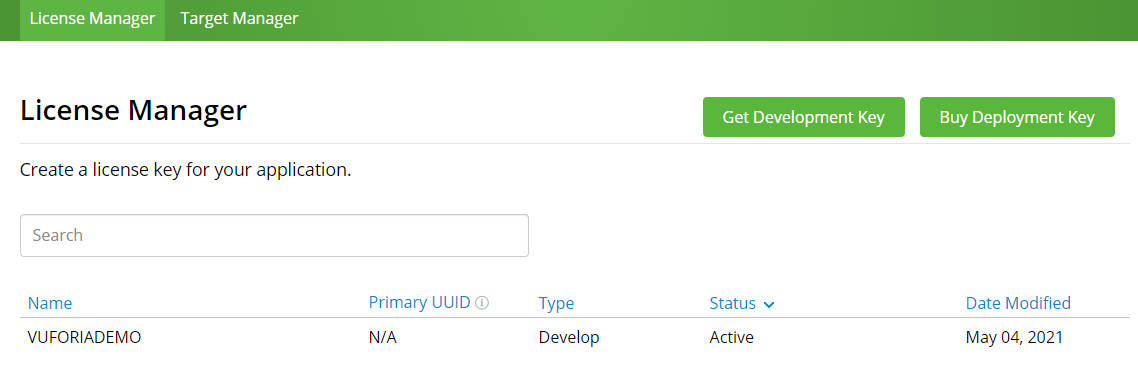 License Manager Target Manager
License Manager
Get Development Key Buy Deployment Key
Create a license key for your application.
Search
Name Primary UUID Type Status Date Modified
VUFORIADEMO N/A Develop Active May 04, 2021